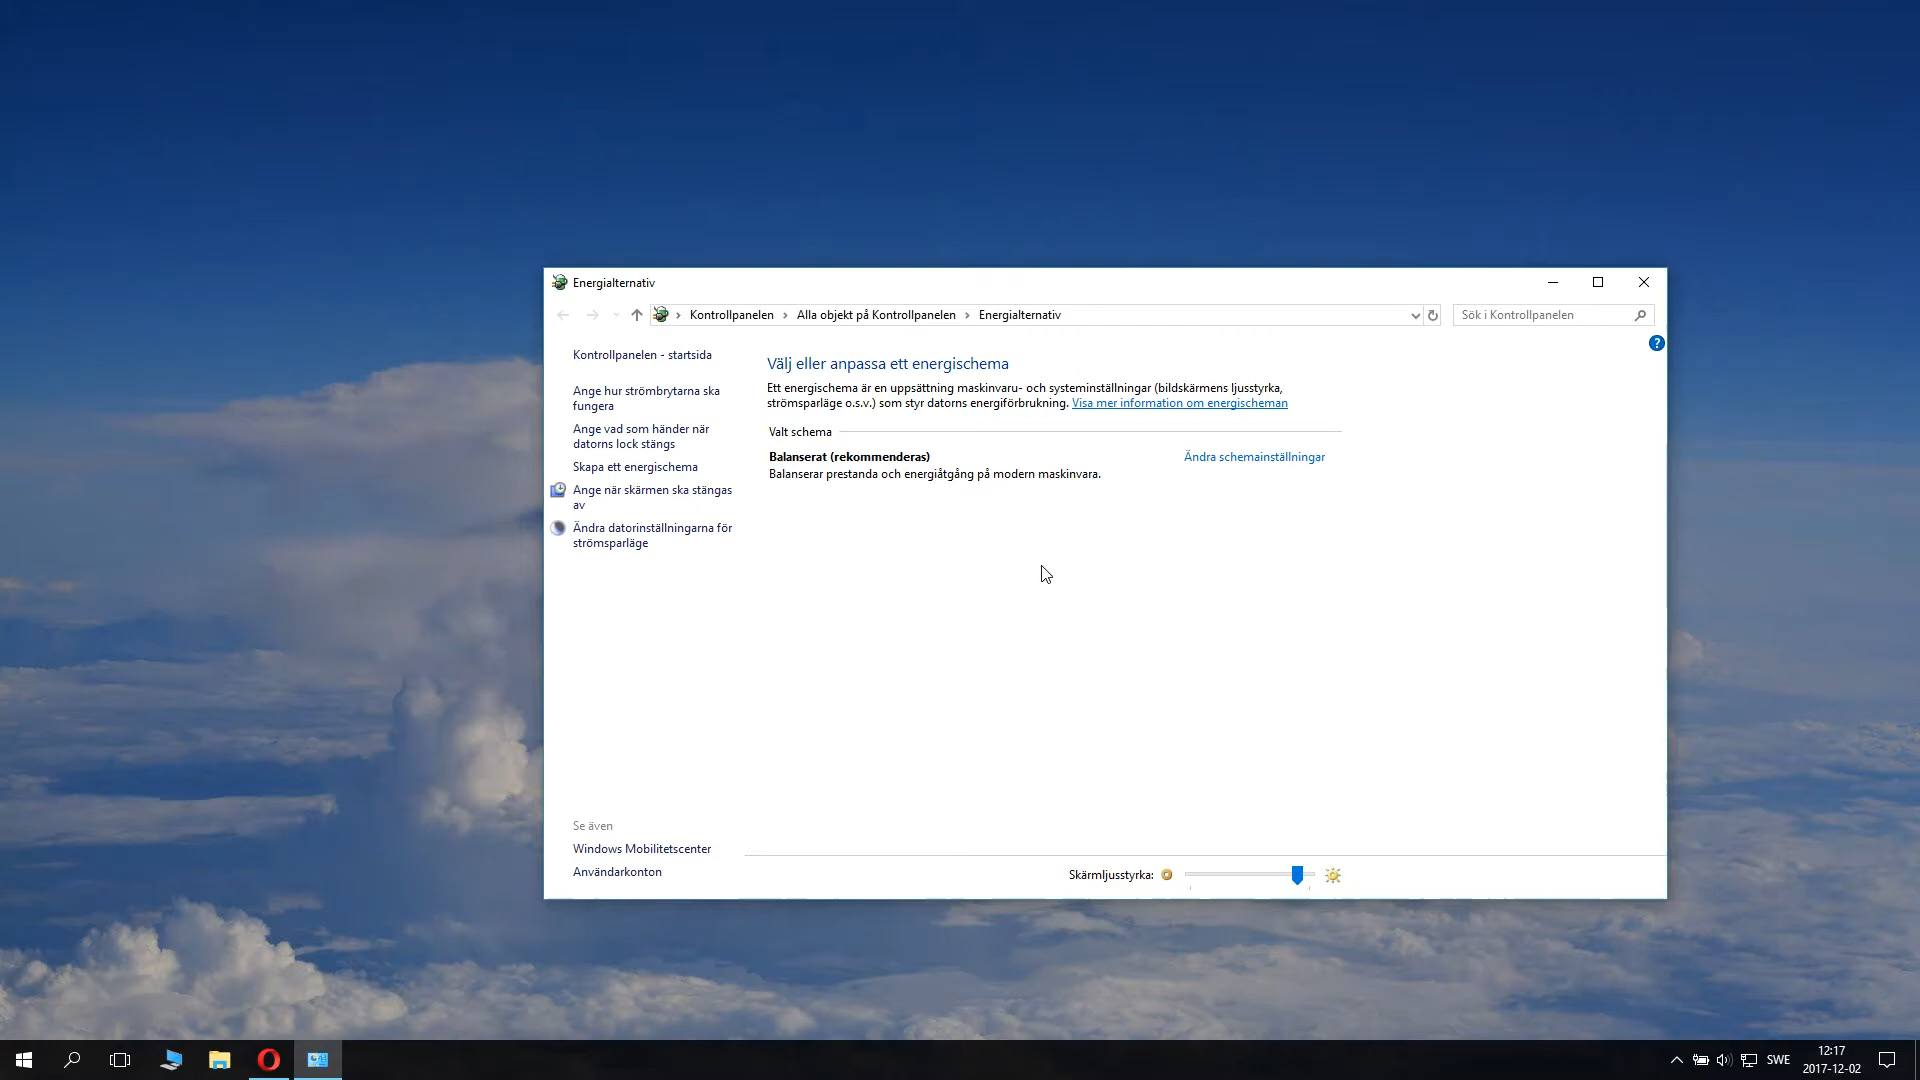 Energialternativ
Kontrollpanelen
Alla objekt på Kontrollpanelen
Energialternativ
Sök i Kontrollpanelen
?
Kontrollpanelen - startsida
Ange hur strömbrytarna ska
fungera
Ange vad som händer när
datorns lock stängs
Skapa ett energischema
Ange när skärmen ska stängas
av
Ändra datorinställningarna för
strömsparläge
Välj eller anpassa ett energischema
Ett energischema är en uppsättning maskinvaru- och systeminställningar (bildskärmens ljusstyrka,
strömsparläge o.s.v.) som styr datorns energiförbrukning. Visa mer information om energischeman
Valt schema
Balanserat (rekommenderas)
Ändra schemainställningar
Balanserar prestanda och energiåtgång på modern maskinvara.
Se även
Windows Mobilitetscenter
Användarkonton
Skärmljusstyrka:
SWE
12:17
2017-12-02